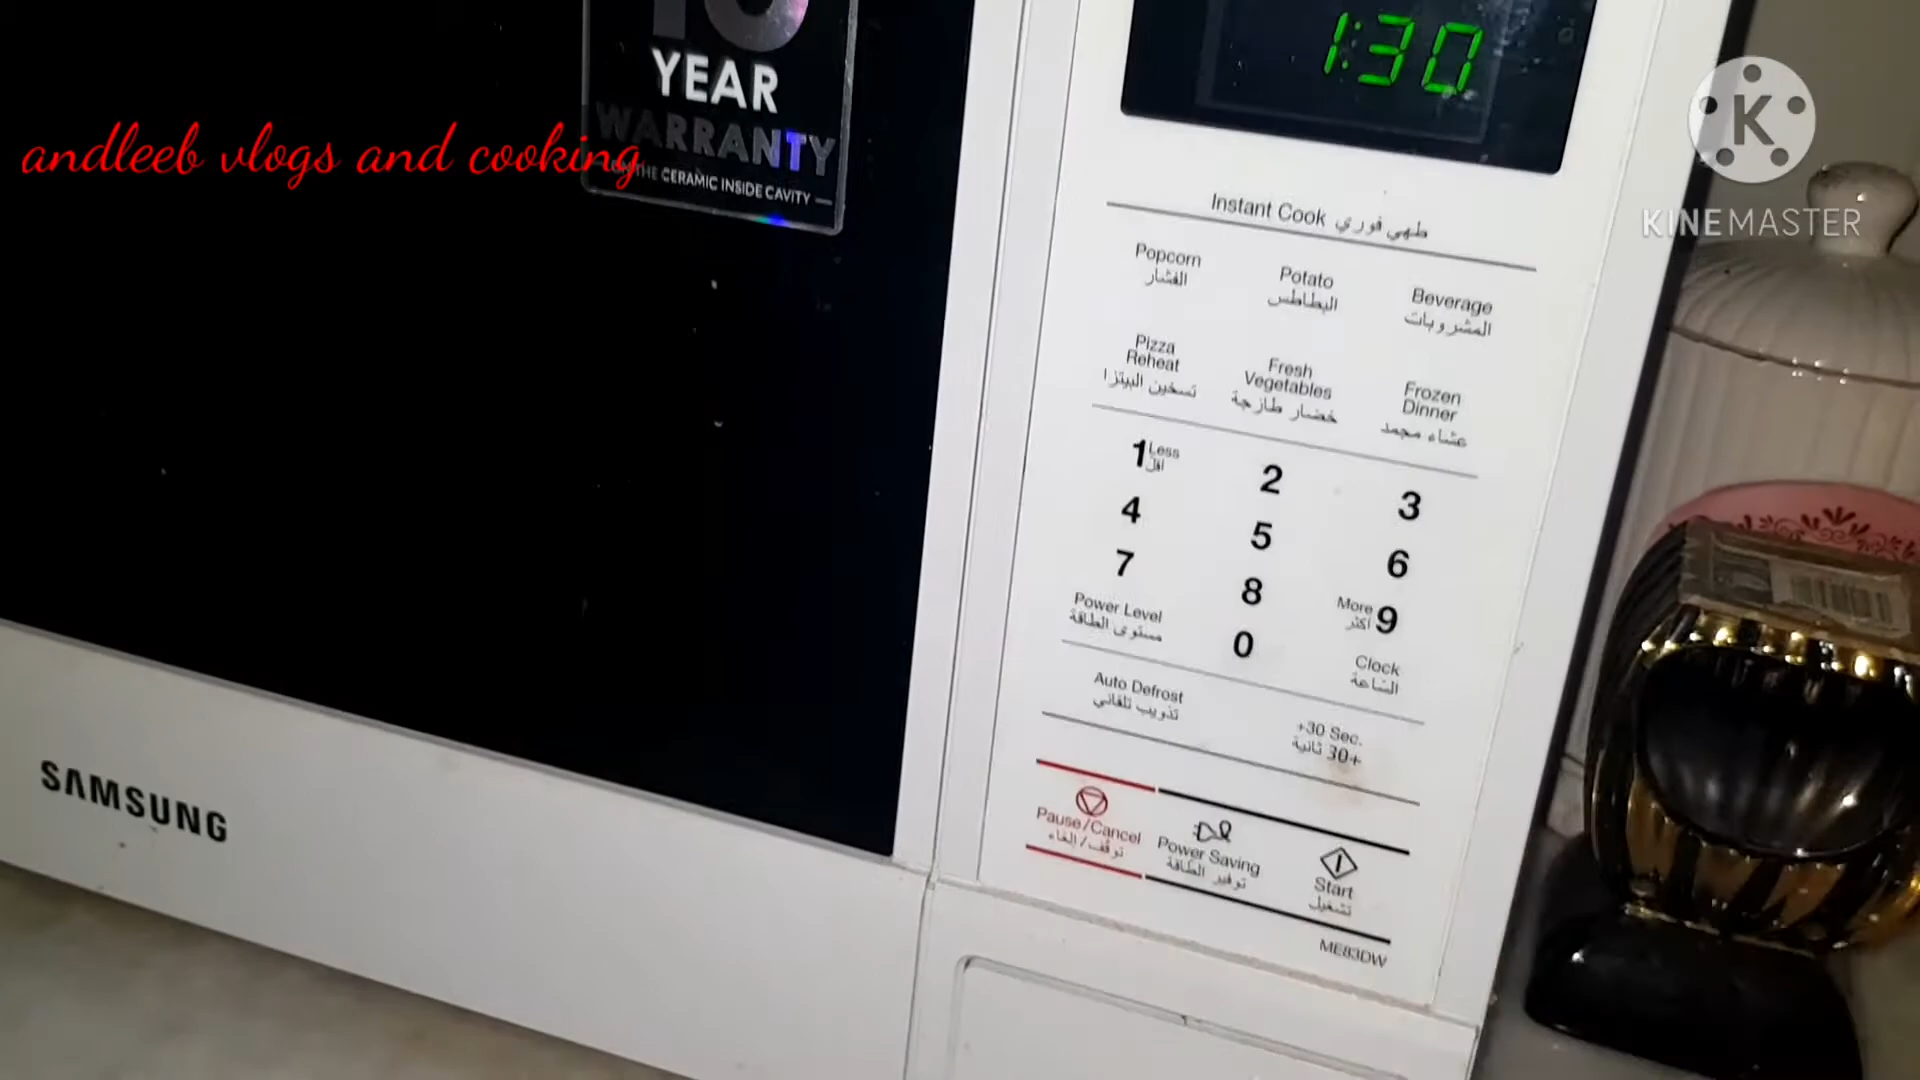 YEAR
WARRANTY
THE CERAMIC INSIDE CAVITY
andleeb vlogs and cooking
1:30
K
KINEMASTER
Instant Cook طهي فوري
Popcorn
الفشار
Potato
البطاطس
Beverage
المشروبات
Pizza
Reheat
تسخين البيتزا
Fresh
Vegetables
خضار طازجة
Frozen
Dinner
عشاء مجمد
1 Less
أقل
2
3
4
5
6
7
8
More 9
أكثر
Power Level
مستوى الطاقة
0
Clock
الساعة
Auto Defrost
تذويب تلقائي
+30 Sec.
+30 ثانية
Pause/Cancel
توقف/إلغاء
Power Saving
توفير الطاقة
Start
تشغيل
ME83DW
SAMSUNG